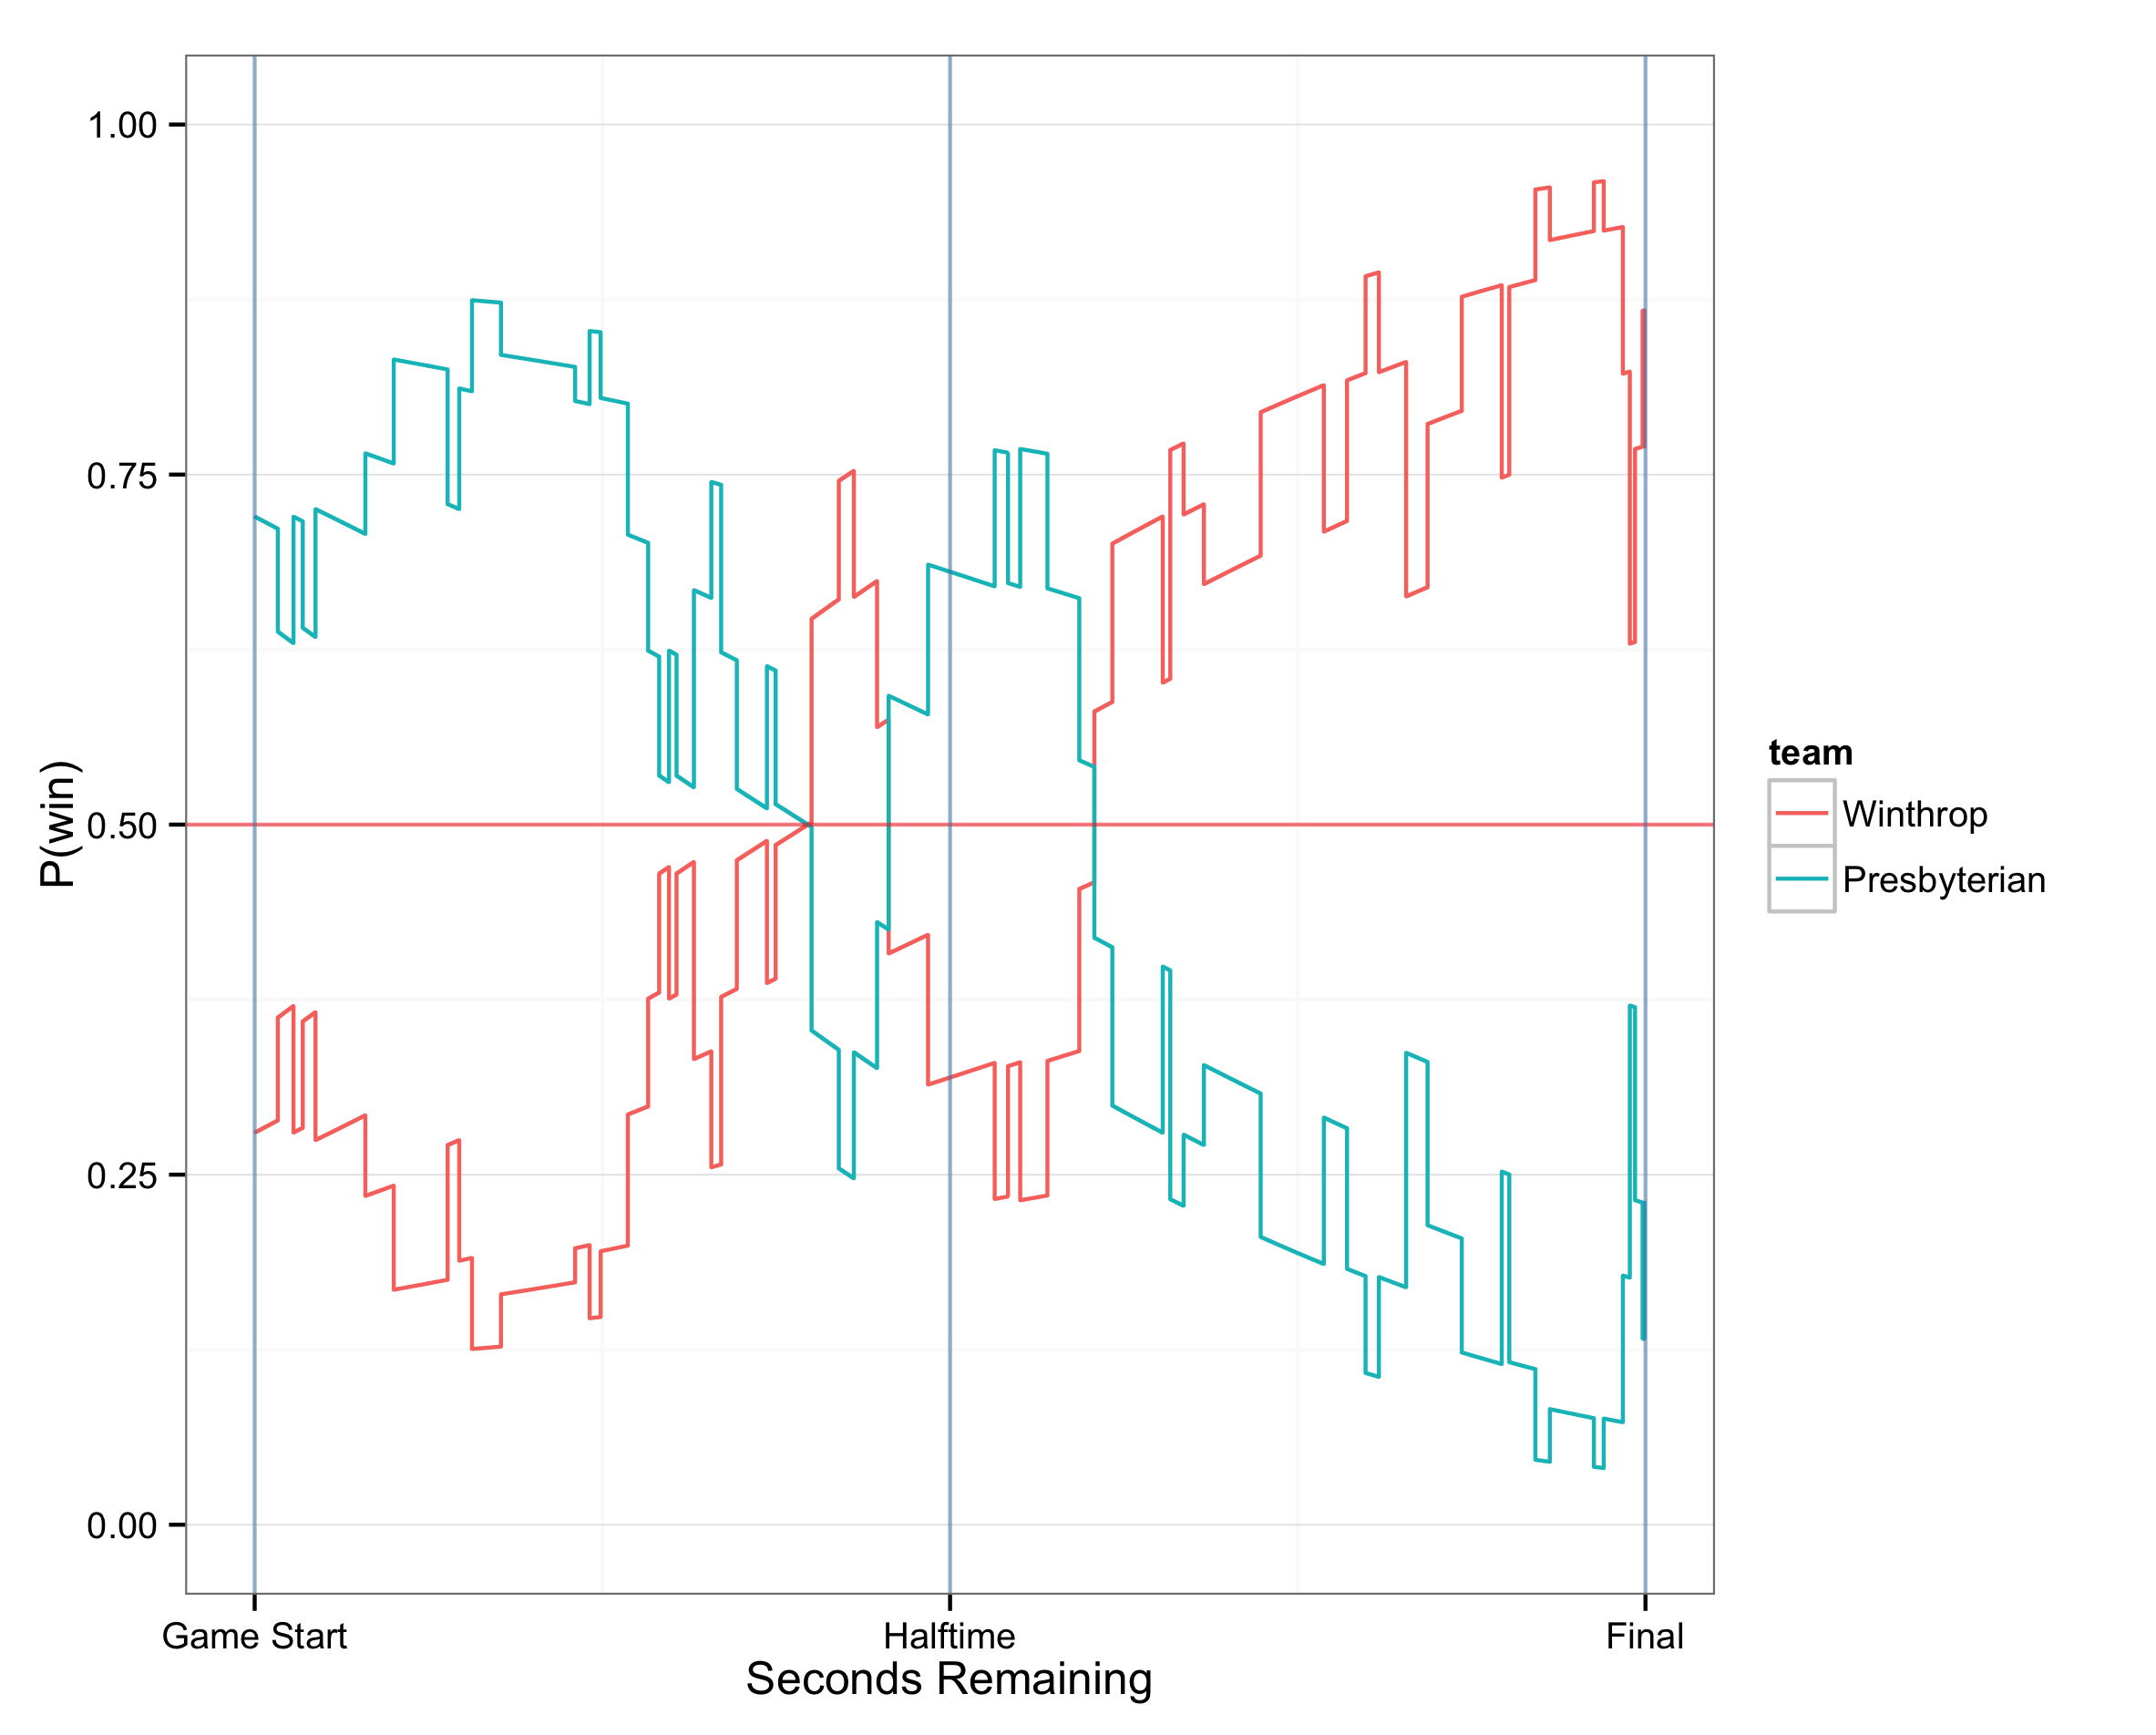 1.00
0.75
0.50
0.25
0.00
P(win)
Game Start
Halftime
Final
Seconds Remaining
team
Winthrop
Presbyterian